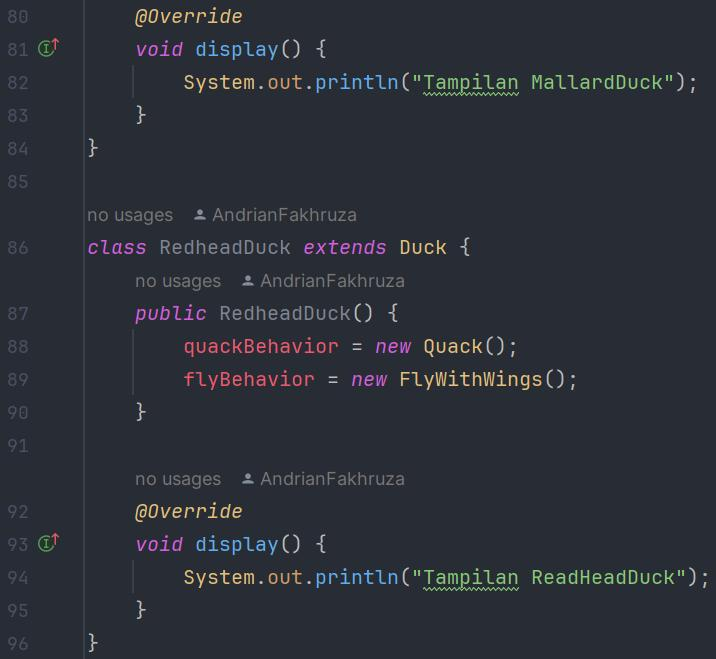 80 @Override
81 void display() {
82 System.out.println("Tampilan MallardDuck");
83 }
84 }
85
no usages AndrianFakhruza
86 class RedheadDuck extends Duck {
no usages AndrianFakhruza
87 public RedheadDuck() {
88 quackBehavior = new Quack();
89 flyBehavior = new FlyWithWings();
90 }
91
no usages AndrianFakhruza
92 @Override
93 void display() {
94 System.out.println("Tampilan ReadHeadDuck");
95 }
96 }